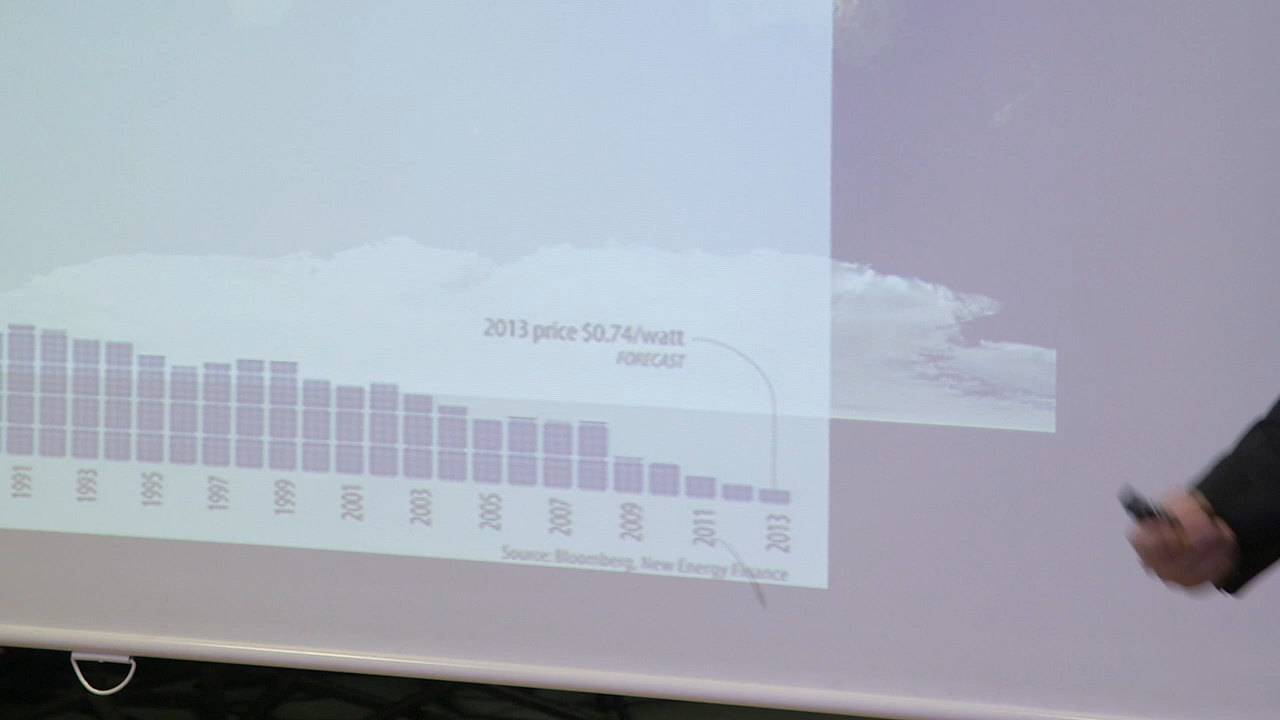 2013 price $0.74/watt
FORECAST
1991 1993 1995 1997 1999 2001 2003 2005 2007 2009 2011 2013
Source: Bloomberg, New Energy Finance